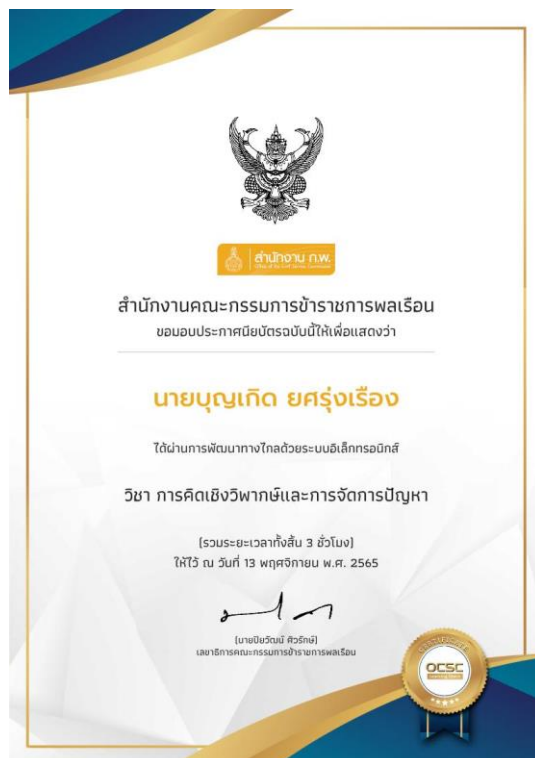 สำนักงาน ก.พ.
Office of the Civil Service Commission
สำนักงานคณะกรรมการข้าราชการพลเรือน
ขอมอบประกาศนียบัตรฉบับนี้ให้เพื่อแสดงว่า
นายบุญเกิด ยศรุ่งเรือง
ได้ผ่านการพัฒนาทางไกลด้วยระบบอิเล็กทรอนิกส์
วิชา การคิดเชิงวิพากษ์และการจัดการปัญหา
(รวมระยะเวลาทั้งสิ้น 3 ชั่วโมง)
ให้ไว้ ณ วันที่ 13 พฤศจิกายน พ.ศ. 2565
(นายปิยวัฒน์ ศิวรักษ์)
เลขาธิการคณะกรรมการข้าราชการพลเรือน
CERTIFICATE
OCSC
Learning Space